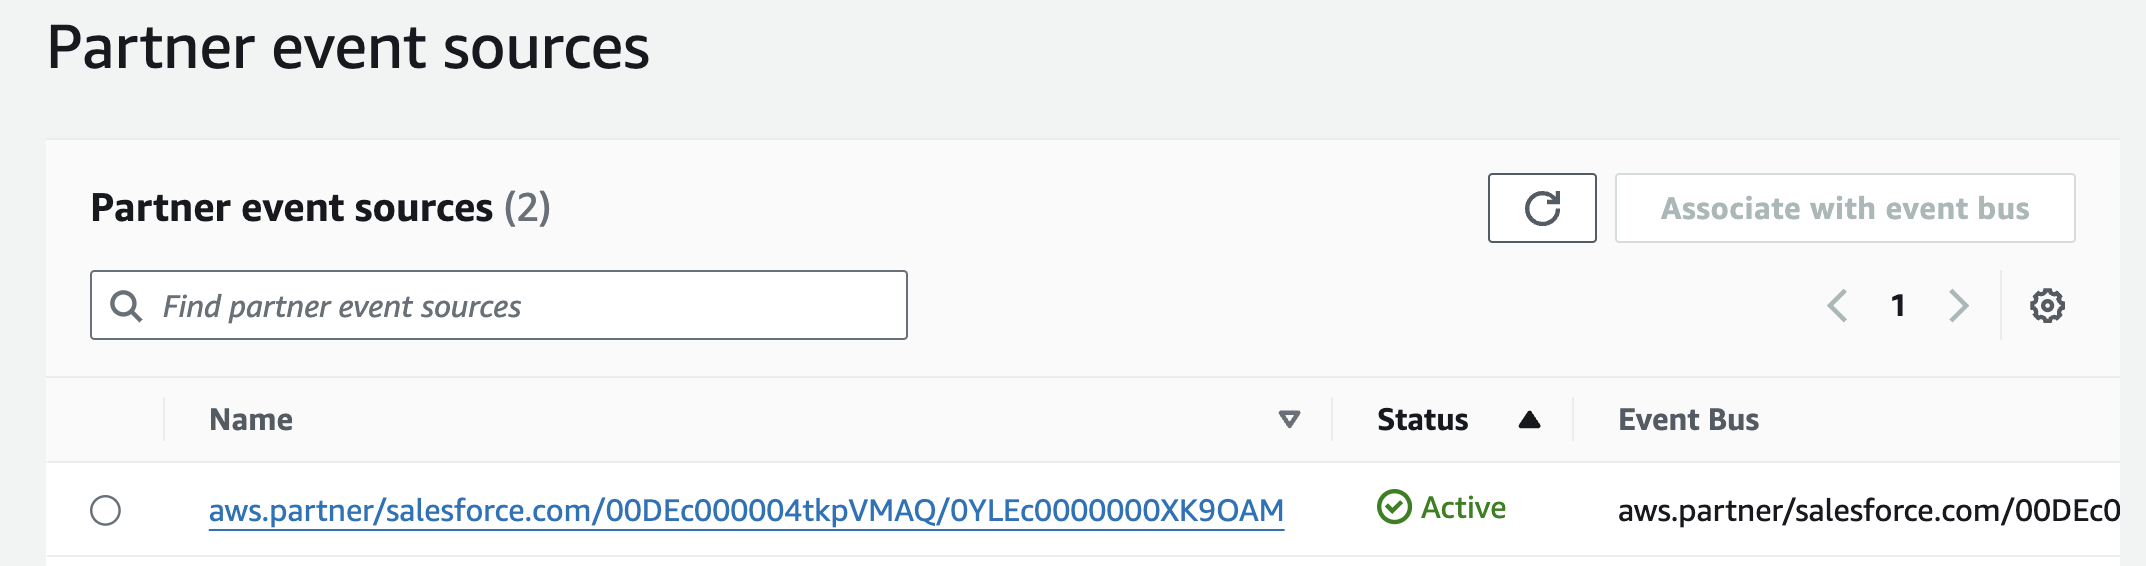 Partner event sources
Partner event sources (2)
Associate with event bus
Find partner event sources
1
Name Status Event Bus
aws.partner/salesforce.com/00DEc000004tkpVMAQ/0YLEc0000000XK9OAM Active aws.partner/salesforce.com/00DEc0